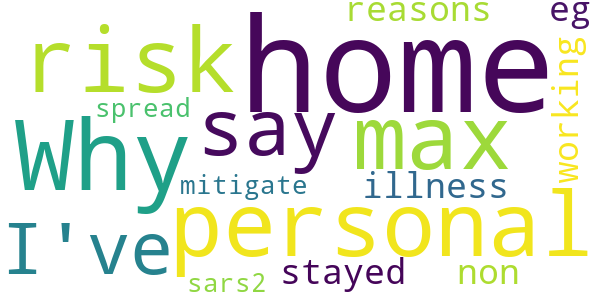 reasons eg
risk home
spread say max working
Why
mitigate illness
I've personal
sars2 stayed non